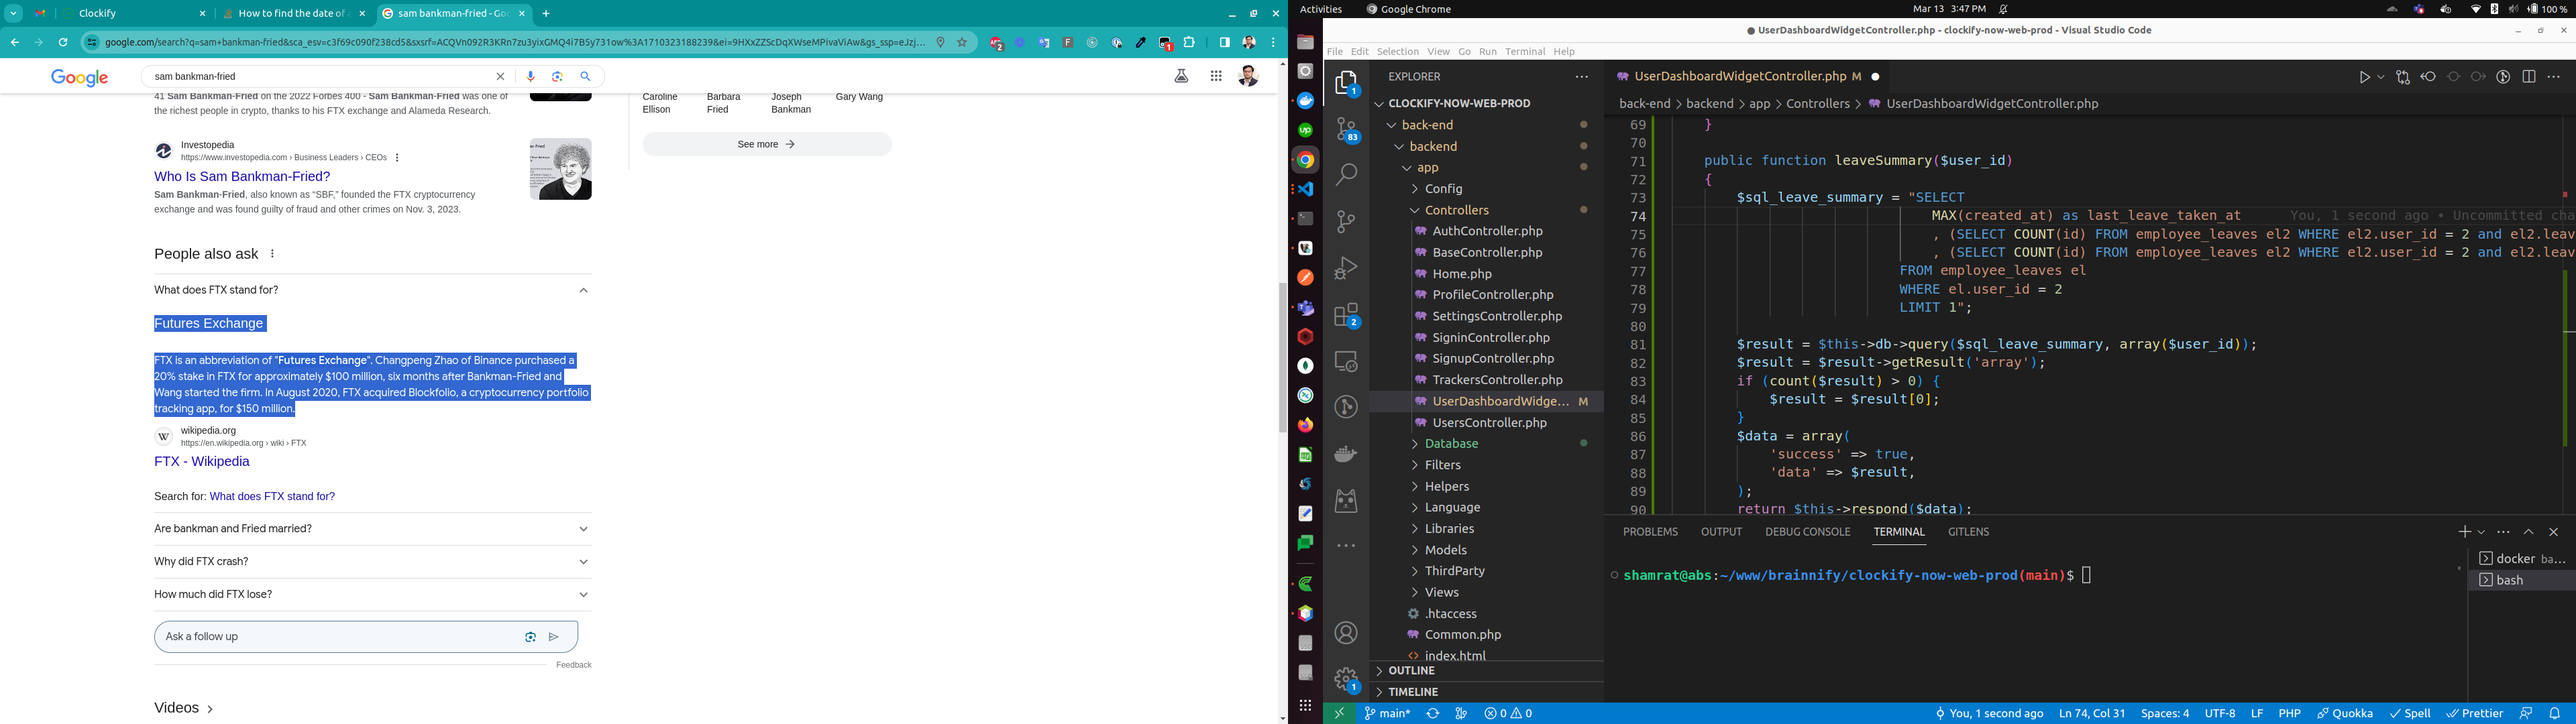 Clockify
How to find the date of
sam bankman-fried - Goo
google.com/search?q=sam+bankman-fried&sca_esv=c3f69c090f238cd5&sxsrf=ACQVn092R3KRn7zu3yixGMQ4i7B5y731ow%3A1710323188239&ei=9HXxZZScDqXWseMPivaViAw&gs_ssp=eJzj...
Google
sam bankman-fried
41 Sam Bankman-Fried on the 2022 Forbes 400 - Sam Bankman-Fried was one of
the richest people in crypto, thanks to his FTX exchange and Alameda Research.
Investopedia
https://www.investopedia.com › Business Leaders › CEOs
Who Is Sam Bankman-Fried?
Sam Bankman-Fried, also known as “SBF,” founded the FTX cryptocurrency
exchange and was found guilty of fraud and other crimes on Nov. 3, 2023.
People also ask
What does FTX stand for?
Futures Exchange
FTX is an abbreviation of "Futures Exchange". Changpeng Zhao of Binance purchased a
20% stake in FTX for approximately $100 million, six months after Bankman-Fried and
Wang started the firm. In August 2020, FTX acquired Blockfolio, a cryptocurrency portfolio
tracking app, for $150 million.
wikipedia.org
https://en.wikipedia.org › wiki › FTX
FTX - Wikipedia
Search for: What does FTX stand for?
Are bankman and Fried married?
Why did FTX crash?
How much did FTX lose?
Ask a follow up
Feedback
Videos
Caroline Ellison
Barbara Fried
Joseph Bankman
Gary Wang
See more
Activities
Google Chrome
Mar 13 3:47 PM
100 %
UserDashboardWidgetController.php - clockify-now-web-prod - Visual Studio Code
File Edit Selection View Go Run Terminal Help
EXPLORER
CLOCKIFY-NOW-WEB-PROD
back-end
backend
app
Config
Controllers
AuthController.php
BaseController.php
Home.php
ProfileController.php
SettingsController.php
SigninController.php
SignupController.php
TrackersController.php
UserDashboardWidge... M
UsersController.php
Database
Filters
Helpers
Language
Libraries
Models
ThirdParty
Views
.htaccess
Common.php
index.html
OUTLINE
TIMELINE
1
83
2
1
UserDashboardWidgetController.php M
back-end > backend > app > Controllers > UserDashboardWidgetController.php
69 }
70
71 public function leaveSummary($user_id)
72 {
73 $sql_leave_summary = "SELECT
74 MAX(created_at) as last_leave_taken_at You, 1 second ago • Uncommitted cha
75 , (SELECT COUNT(id) FROM employee_leaves el2 WHERE el2.user_id = 2 and el2.leav
76 , (SELECT COUNT(id) FROM employee_leaves el2 WHERE el2.user_id = 2 and el2.leav
77 FROM employee_leaves el
78 WHERE el.user_id = 2
79 LIMIT 1";
80
81 $result = $this->db->query($sql_leave_summary, array($user_id));
82 $result = $result->getResult('array');
83 if (count($result) > 0) {
84 $result = $result[0];
85 }
86 $data = array(
87 'success' => true,
88 'data' => $result,
89 );
90 return $this->respond($data);
PROBLEMS OUTPUT DEBUG CONSOLE TERMINAL GITLENS
shamrat@abs:~/www/brainnify/clockify-now-web-prod(main)$
docker ba...
bash
main* 0 0
You, 1 second ago Ln 74, Col 31 Spaces: 4 UTF-8 LF PHP Quokka Spell Prettier